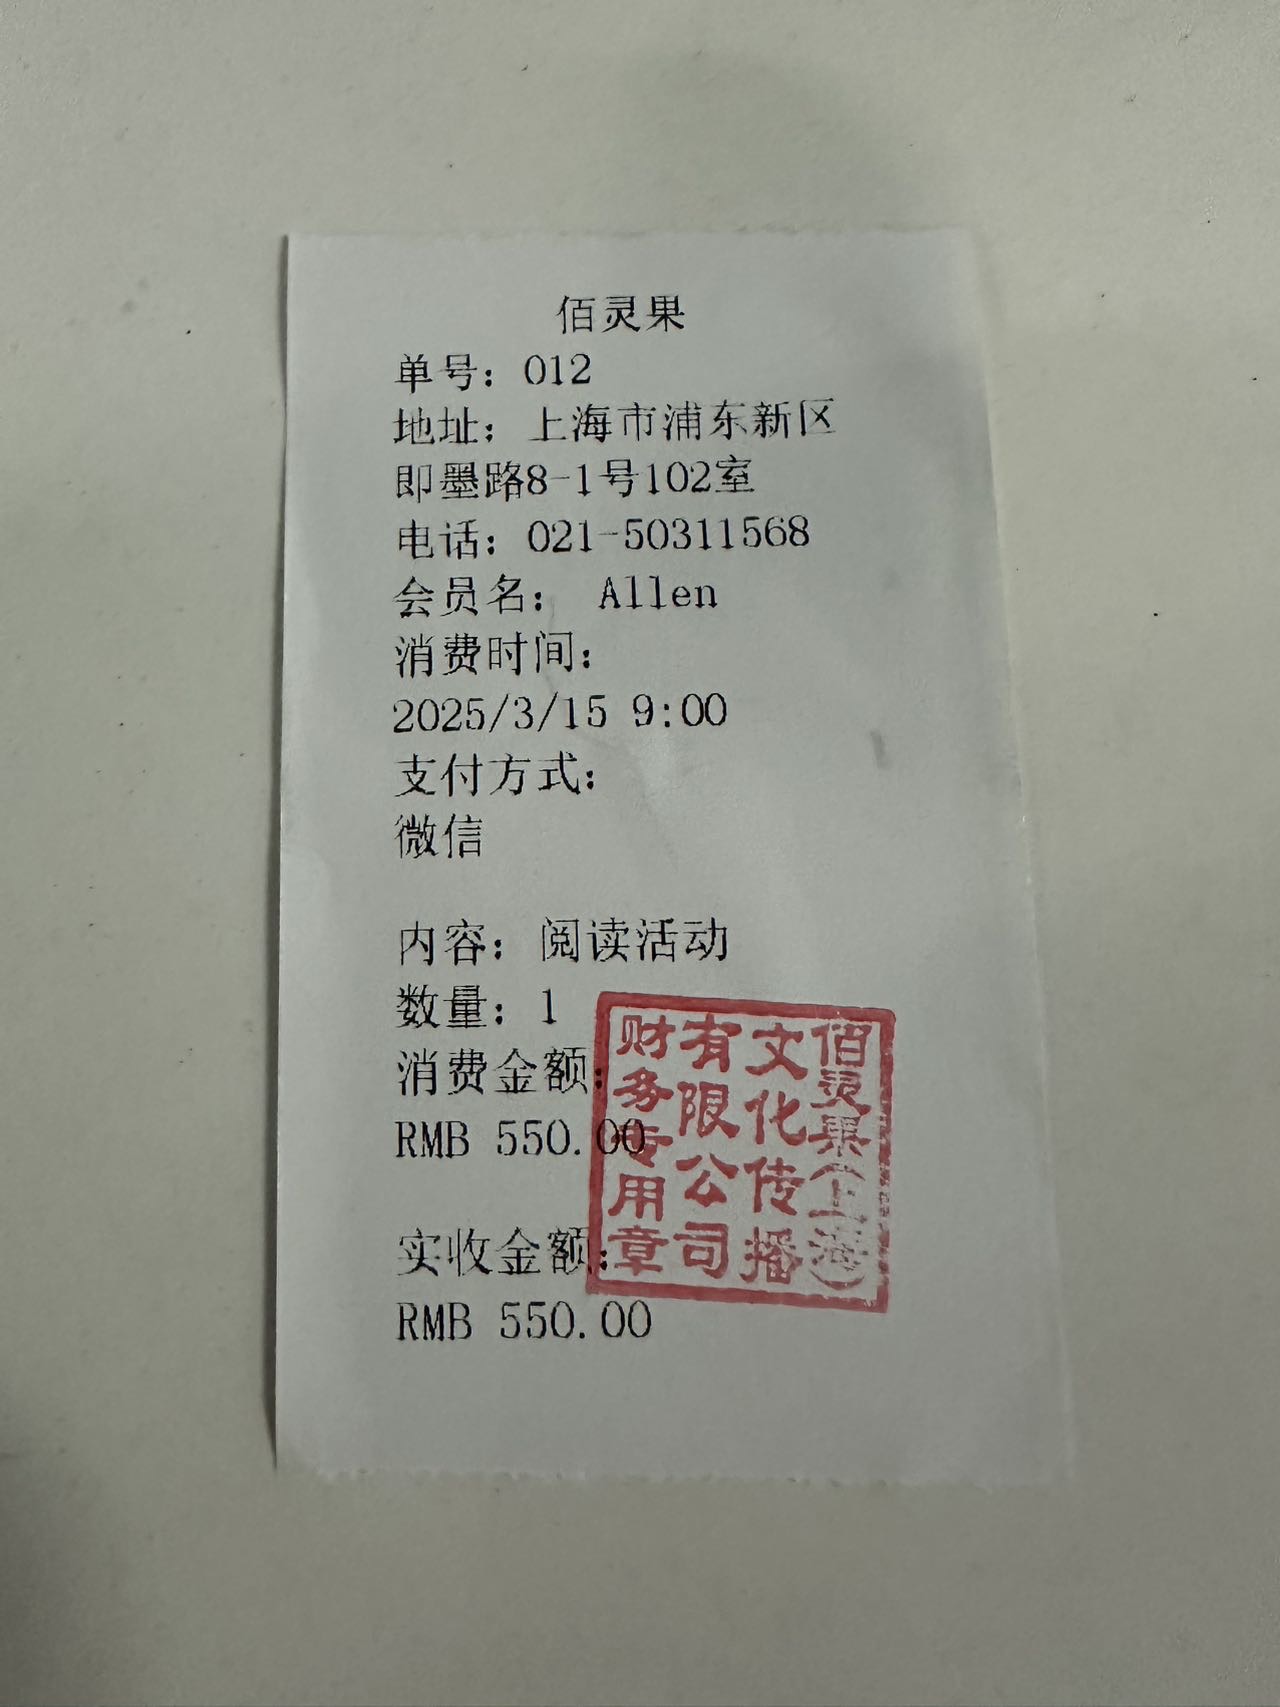 佰灵果
单号：012
地址：上海市浦东新区
即墨路8-1号102室
电话：021-50311568
会员名： Allen
消费时间：
2025/3/15 9:00
支付方式：
微信
内容：阅读活动
数量：1
消费金额：
RMB 550.00
实收金额：
RMB 550.00
佰灵果（上海）
文化传播
有限公司
财务专用章